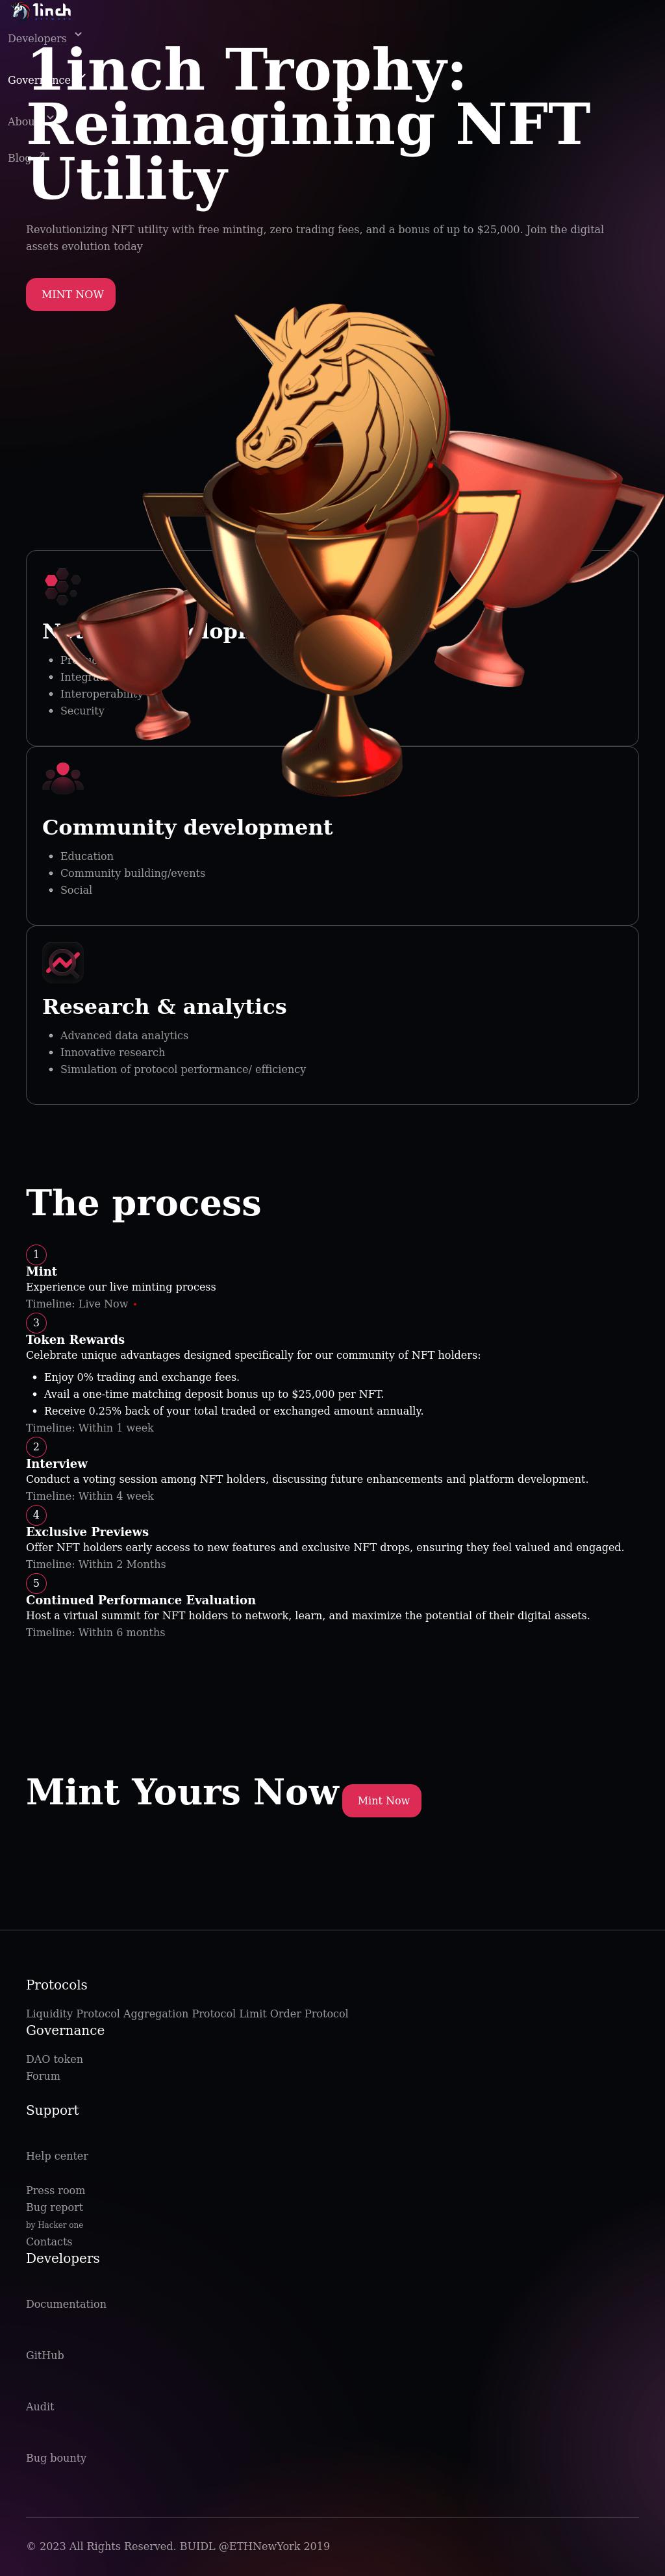 1inch
Developers
Governance
About
Blog
1inch Trophy:
Reimagining NFT
Utility
Revolutionizing NFT utility with free minting, zero trading fees, and a bonus of up to $25,000. Join the digital
assets evolution today
MINT NOW
Interoperability
Security
Community development
Education
Community building/events
Social
Research & analytics
Advanced data analytics
Innovative research
Simulation of protocol performance/ efficiency
The process
1
Mint
Experience our live minting process
Timeline: Live Now
3
Token Rewards
Celebrate unique advantages designed specifically for our community of NFT holders:
Enjoy 0% trading and exchange fees.
Avail a one-time matching deposit bonus up to $25,000 per NFT.
Receive 0.25% back of your total traded or exchanged amount annually.
Timeline: Within 1 week
2
Interview
Conduct a voting session among NFT holders, discussing future enhancements and platform development.
Timeline: Within 4 week
4
Exclusive Previews
Offer NFT holders early access to new features and exclusive NFT drops, ensuring they feel valued and engaged.
Timeline: Within 2 Months
5
Continued Performance Evaluation
Host a virtual summit for NFT holders to network, learn, and maximize the potential of their digital assets.
Timeline: Within 6 months
Mint Yours Now Mint Now
Protocols
Liquidity Protocol Aggregation Protocol Limit Order Protocol
Governance
DAO token
Forum
Support
Help center
Press room
Bug report
by Hacker one
Contacts
Developers
Documentation
GitHub
Audit
Bug bounty
© 2023 All Rights Reserved. BUIDL @ETHNewYork 2019